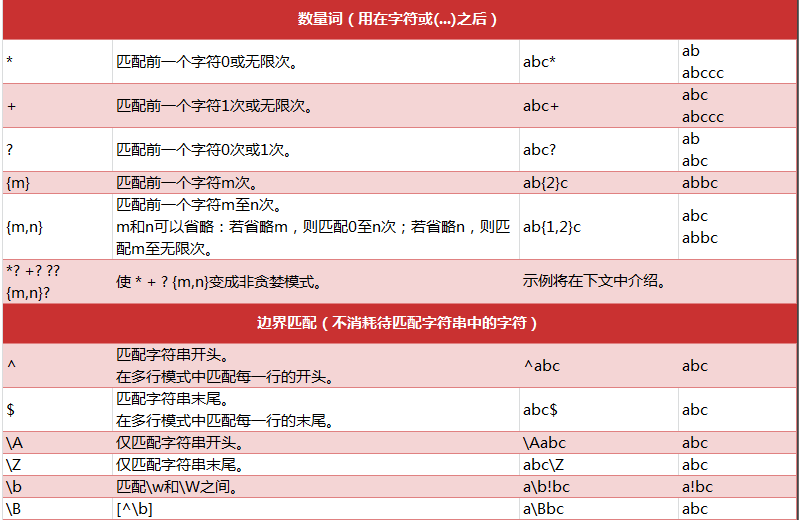 数量词（用在字符或(...)之后）
* 匹配前一个字符0或无限次。 abc* ab
abccc
+ 匹配前一个字符1次或无限次。 abc+ abc
abccc
? 匹配前一个字符0次或1次。 abc? ab
abc
{m} 匹配前一个字符m次。 ab{2}c abbc
{m,n} 匹配前一个字符m至n次。
m和n可以省略：若省略m，则匹配0至n次；若省略n，则匹
配m至无限次。 ab{1,2}c abc
abbc
*? +? ??
{m,n}? 使 * + ? {m,n}变成非贪婪模式。 示例将在下文中介绍。
边界匹配（不消耗待匹配字符串中的字符）
^ 匹配字符串开头。
在多行模式中匹配每一行的开头。 ^abc abc
$ 匹配字符串末尾。
在多行模式中匹配每一行的末尾。 abc$ abc
\A 仅匹配字符串开头。 \Aabc abc
\Z 仅匹配字符串末尾。 abc\Z abc
\b 匹配\w和\W之间。 a\b!bc a!bc
\B [^\b] a\Bbc abc